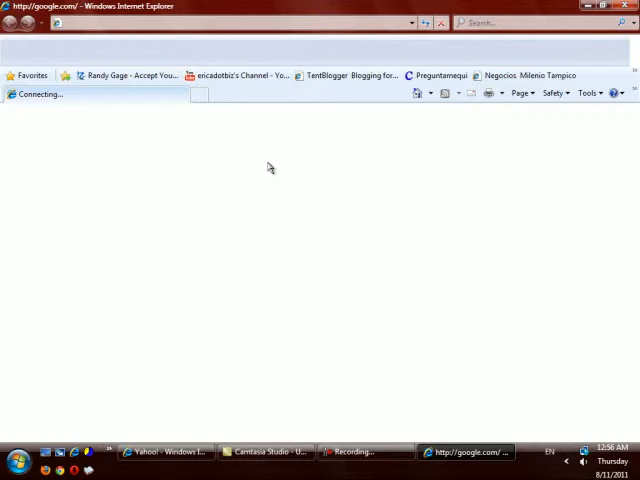 http://google.com/ - Windows Internet Explorer
Search...
Favorites
Randy Gage - Accept You...
ericadotbiz's Channel - Yo...
TentBlogger Blogging for...
Preguntamequi
Negocios Milenio Tampico
Connecting...
Page
Safety
Tools
Yahoo! - Windows I...
Camtasia Studio - U...
Recording...
http://google.com/ ...
EN
12:56 AM
Thursday
8/11/2011